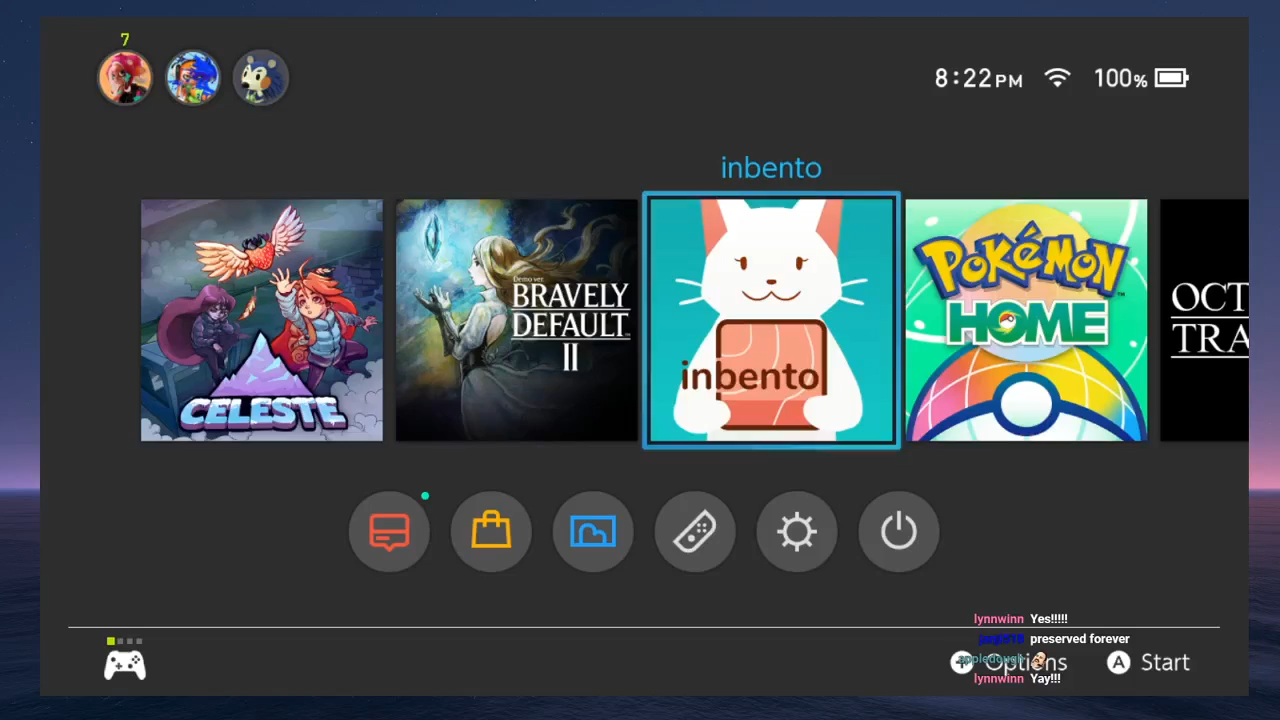 7
8:22PM 100%
inbento
CELESTE
Demo ver.
BRAVELY
DEFAULT
II
inbento
POKÉMON
HOME
OCT
TRA
lynnwinn Yes!!!!!
preserved forever
Options
A Start
lynnwinn Yay!!!